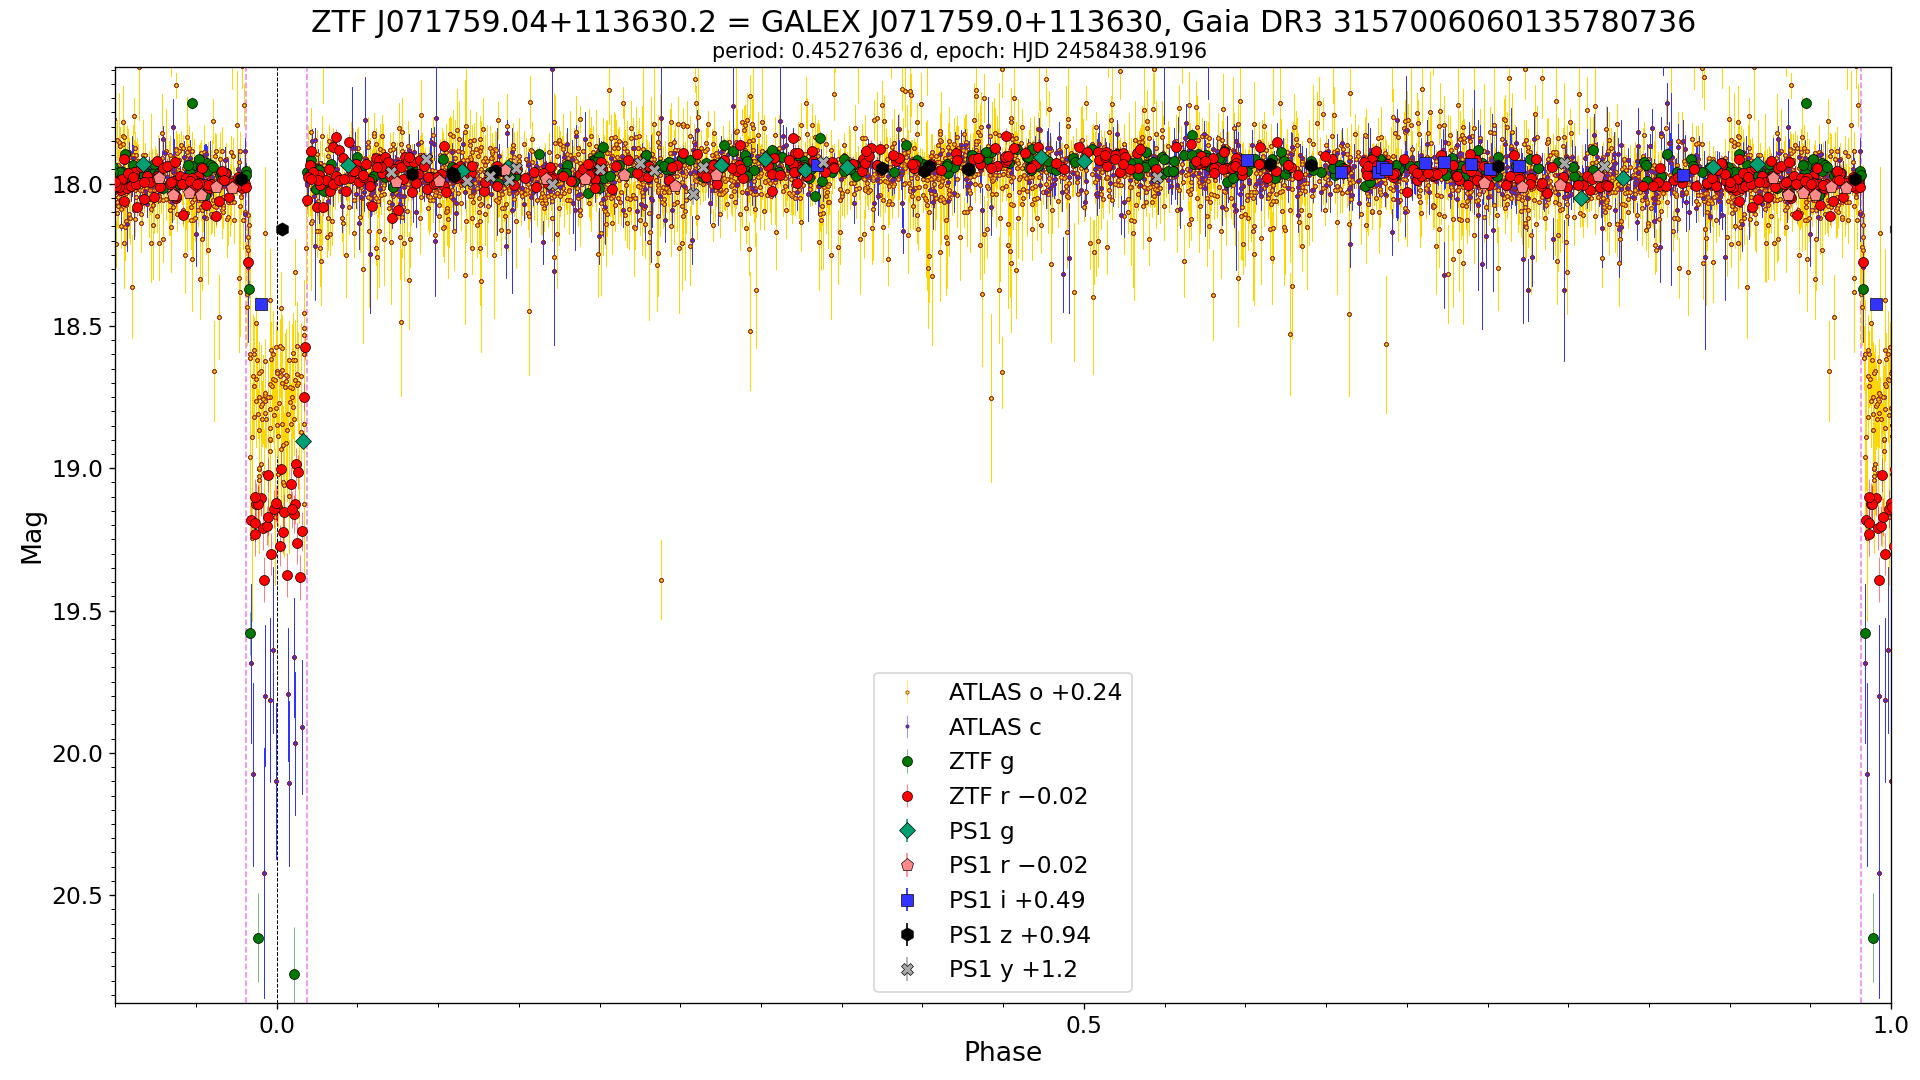 ZTF J071759.04+113630.2 = GALEX J071759.0+113630, Gaia DR3 3157006060135780736
period: 0.4527636 d, epoch: HJD 2458438.9196
Mag
18.0
18.5
19.0
19.5
20.0
20.5
ATLAS o +0.24
ATLAS c
ZTF g
ZTF r −0.02
PS1 g
PS1 r −0.02
PS1 i +0.49
PS1 z +0.94
PS1 y +1.2
0.0
0.5
1.0
Phase